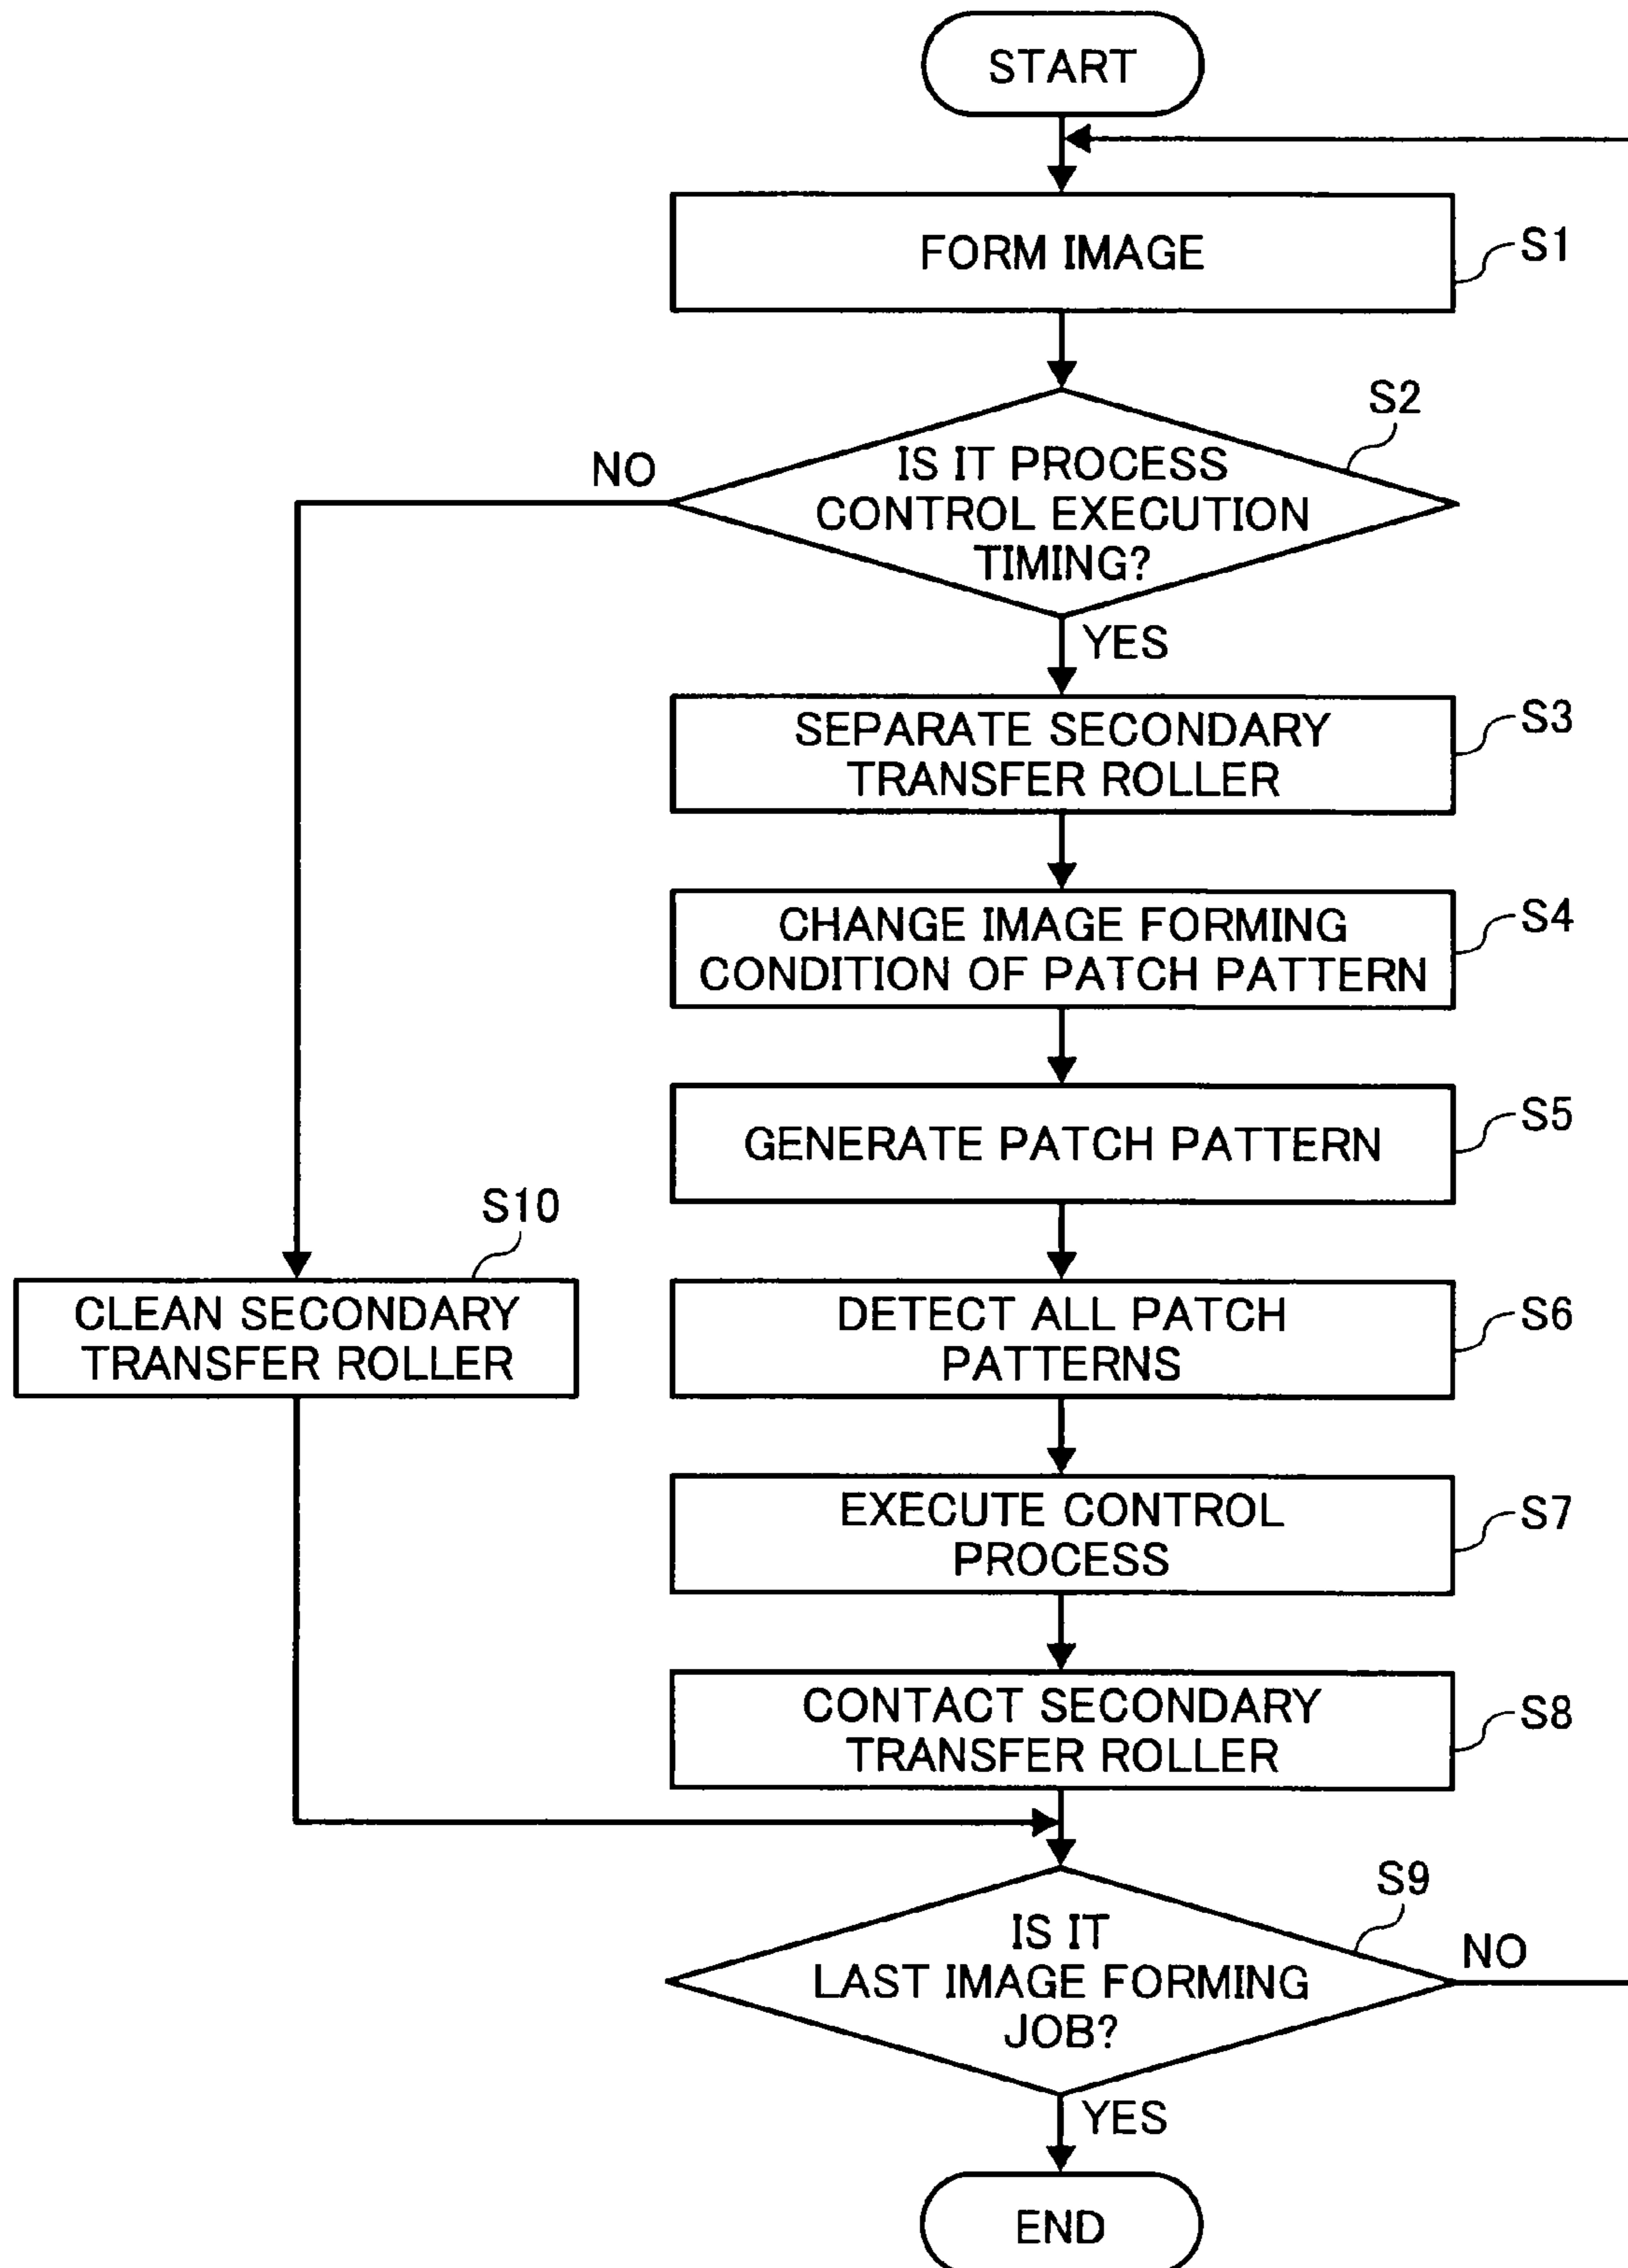 START
FORM IMAGE
S1
S2
NO
IS IT PROCESS
CONTROL EXECUTION
TIMING?
YES
SEPARATE SECONDARY
TRANSFER ROLLER
S3
CHANGE IMAGE FORMING
CONDITION OF PATCH PATTERN
S4
GENERATE PATCH PATTERN
S5
S10
CLEAN SECONDARY
TRANSFER ROLLER
DETECT ALL PATCH
PATTERNS
S6
EXECUTE CONTROL
PROCESS
S7
CONTACT SECONDARY
TRANSFER ROLLER
S8
S9
IS IT
LAST IMAGE FORMING
JOB?
NO
YES
END